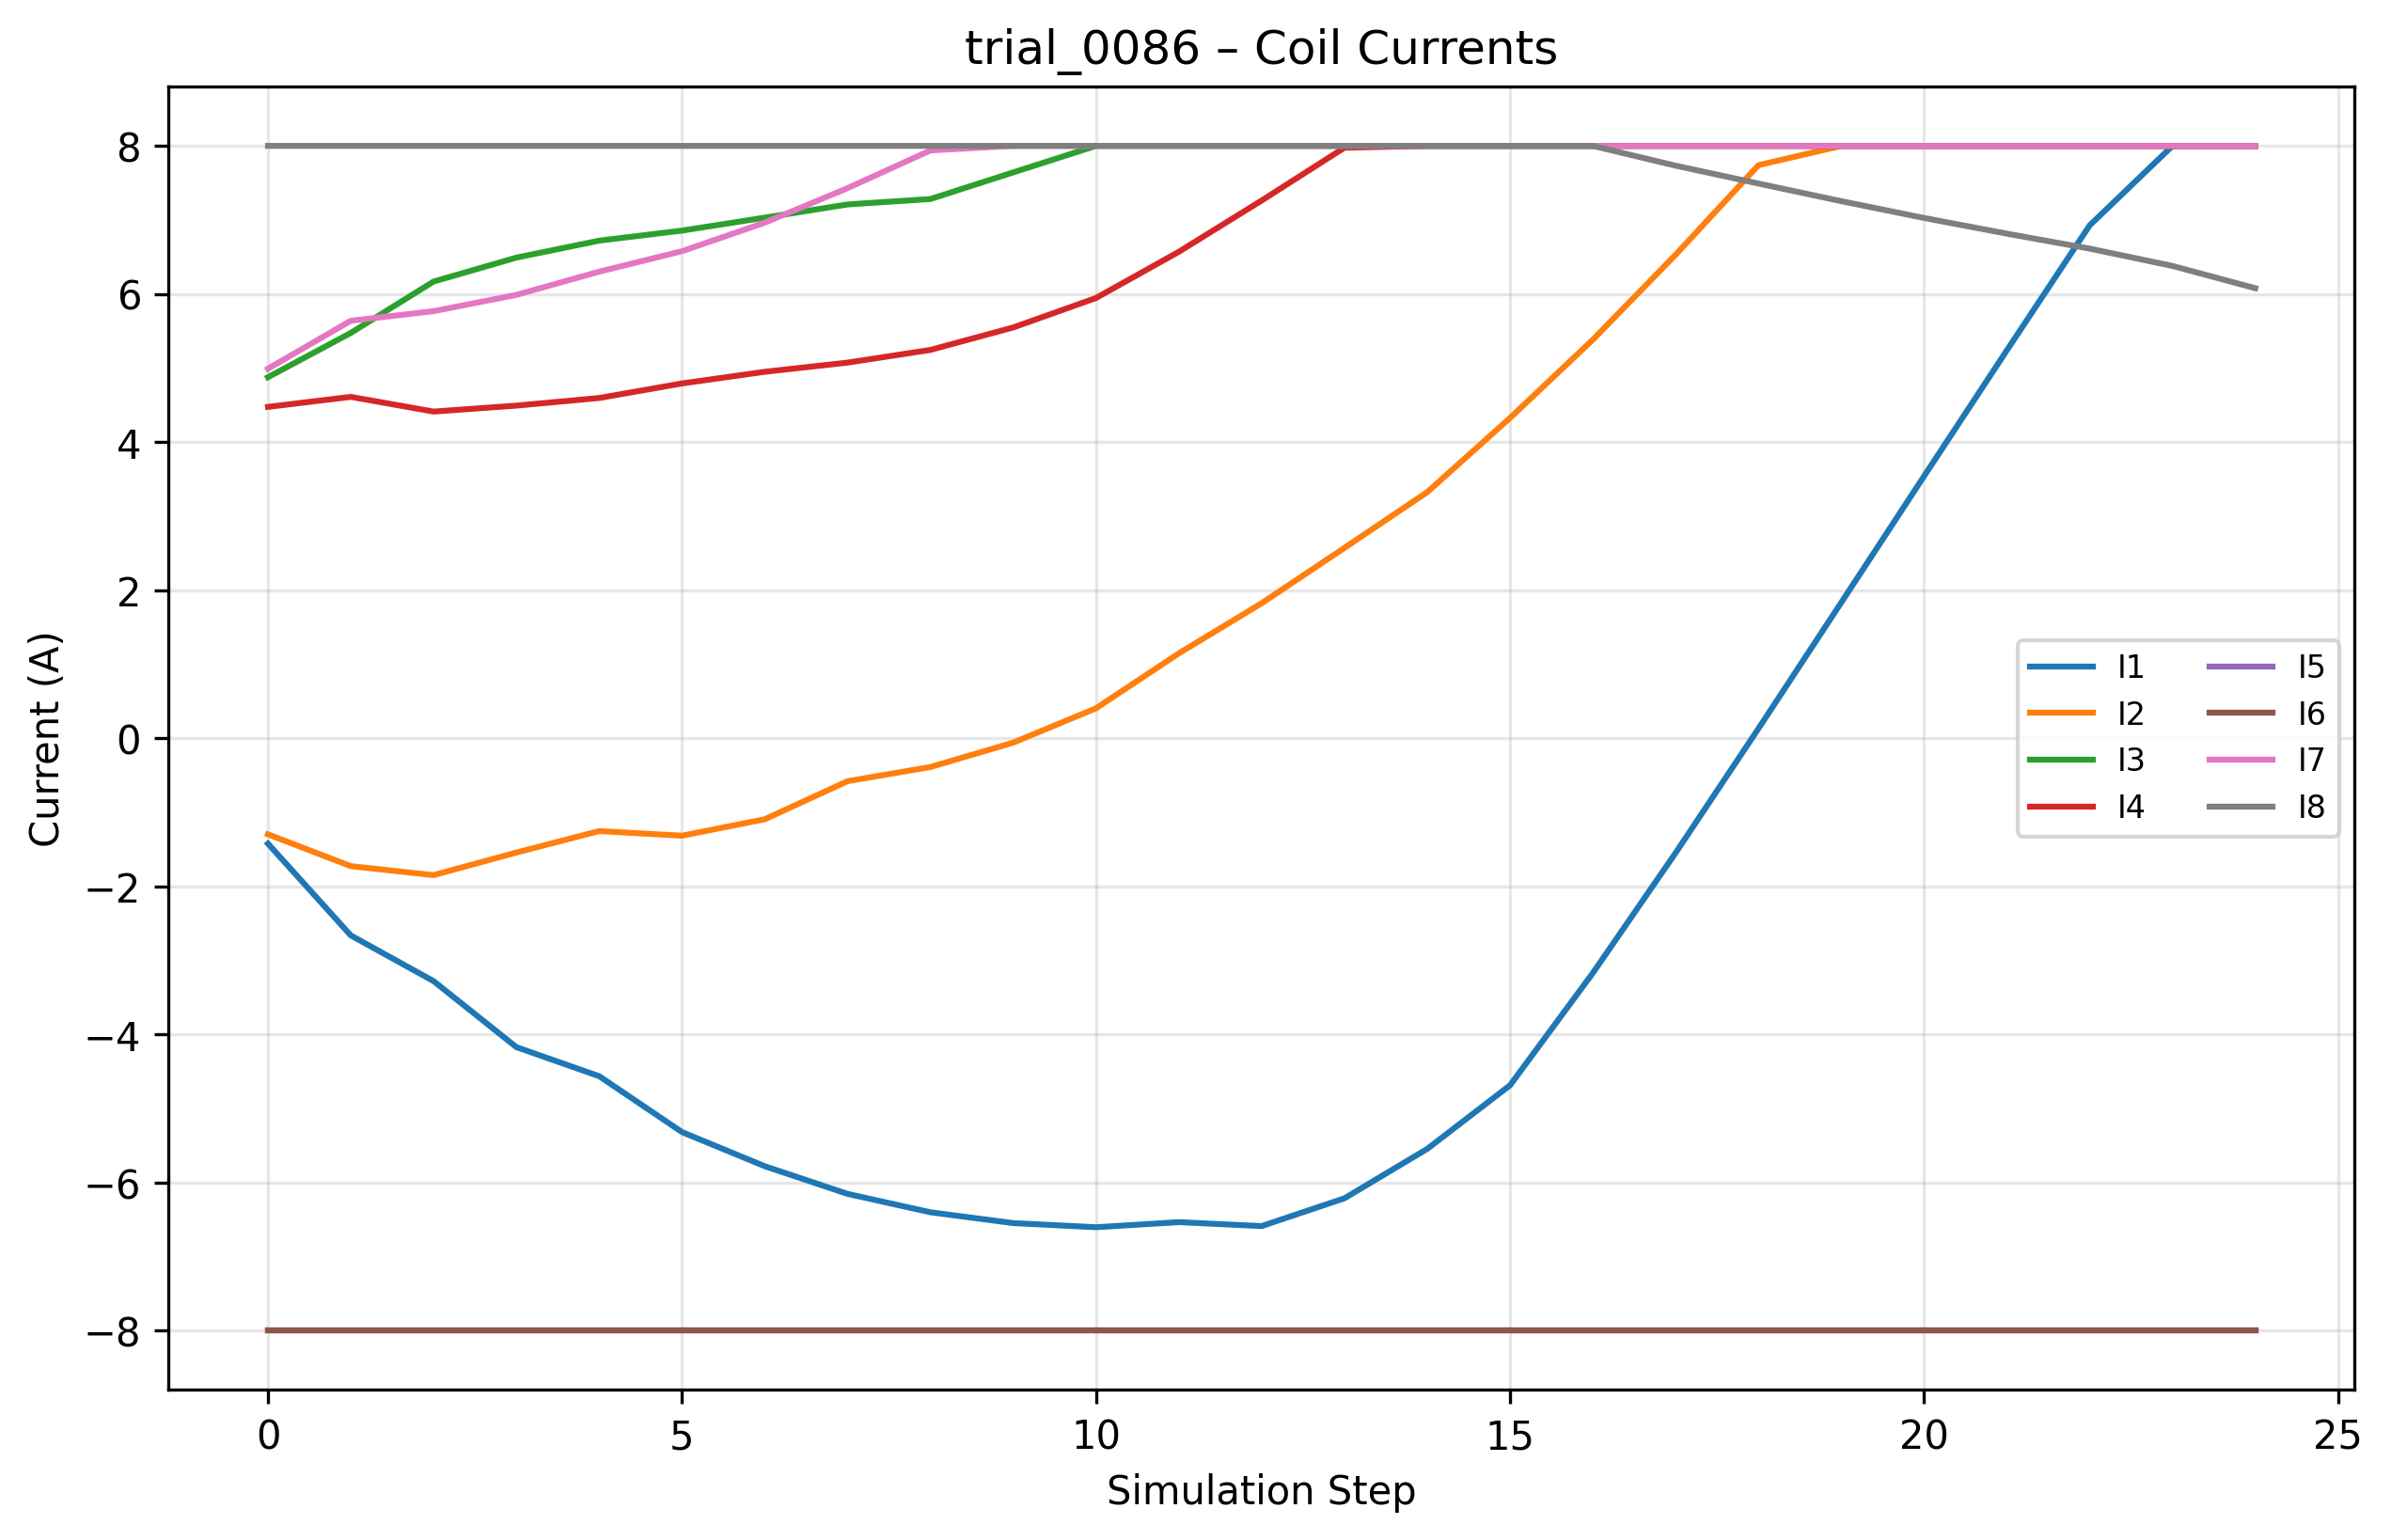 trial_0086 – Coil Currents
Current (A)
8
6
4
2
0
−2
−4
−6
−8
I1
I2
I3
I4
I5
I6
I7
I8
0 5 10 15 20 25
Simulation Step